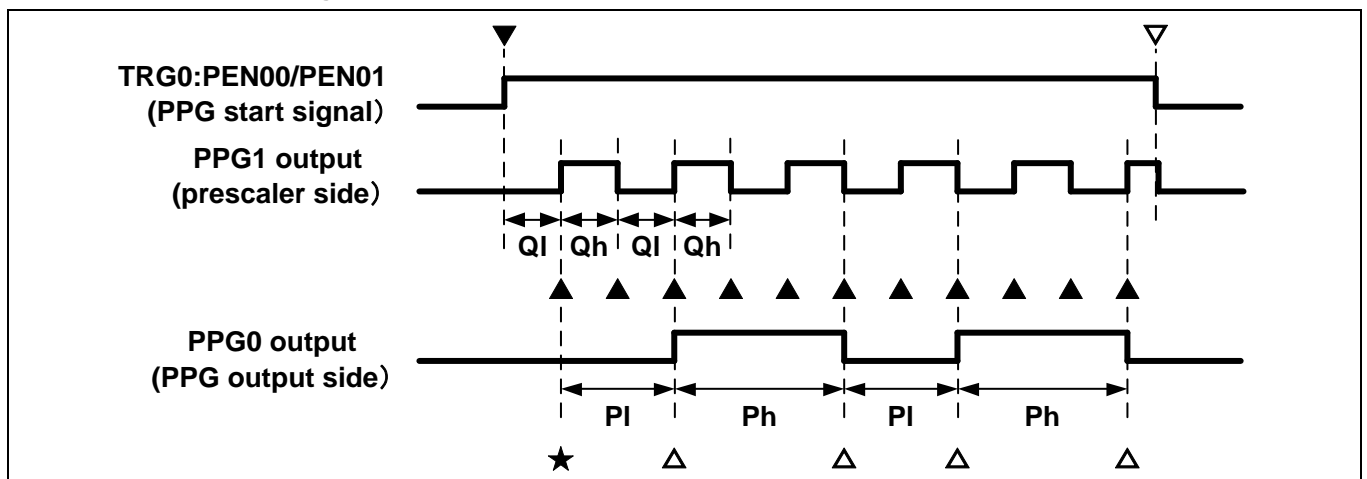 TRG0:PEN00/PEN01
(PPG start signal）
PPG1 output
(prescaler side）
Ql Qh Ql Qh
PPG0 output
(PPG output side）
Pl Ph Pl Ph